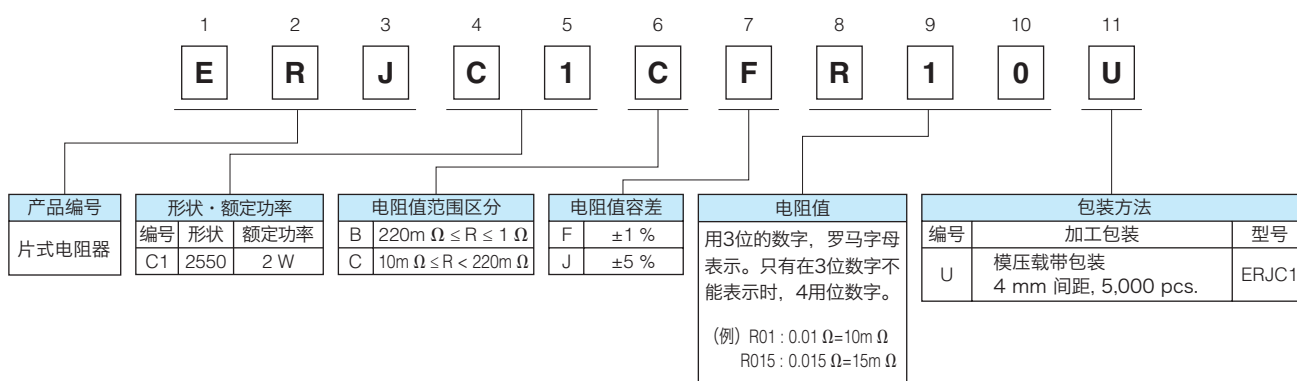 1 2 3 4 5 6 7 8 9 10 11
E R J C 1 C F R 1 0 U
产品编号
片式电阻器
形状・额定功率
编号 形状 额定功率
C1 2550 2 W
电阻值范围区分
B 220m Ω ≤ R ≤ 1 Ω
C 10m Ω ≤ R < 220m Ω
电阻值容差
F ±1 %
J ±5 %
电阻值
用3位的数字，罗马字母
表示。只有在3位数字不
能表示时，4用位数字。
(例) R01 : 0.01 Ω=10m Ω
R015 : 0.015 Ω=15m Ω
包装方法
编号 加工包装 型号
U 模压载带包装 ERJC1
4 mm 间距, 5,000 pcs.